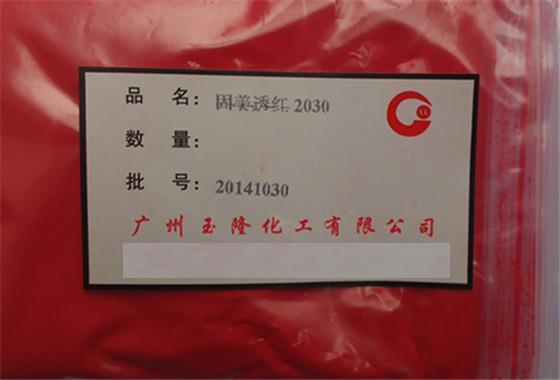 品 名: 固美透红 2030
数 量:
批 号: 20141030
广州玉隆化工有限公司